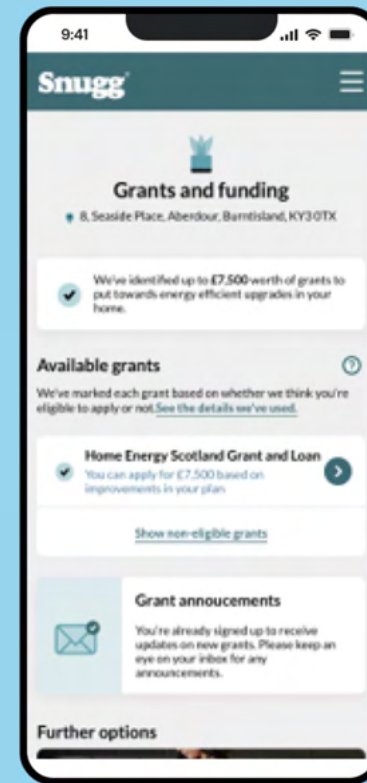 9:41
Snugg
Grants and funding
8, Seaside Place, Aberdour, Burntisland, KY3 0TX
We've identified up to £7,500 worth of grants to
put towards energy efficient upgrades in your
home.
Available grants
?
We've marked each grant based on whether we think you're
eligible to apply or not. See the details we've used.
Home Energy Scotland Grant and Loan
You can apply for £7,500 based on
improvements in your plan
Show non-eligible grants
Grant annoucements
You're already signed up to receive
updates on new grants. Please keep an
eye on your inbox for any
announcements.
Further options